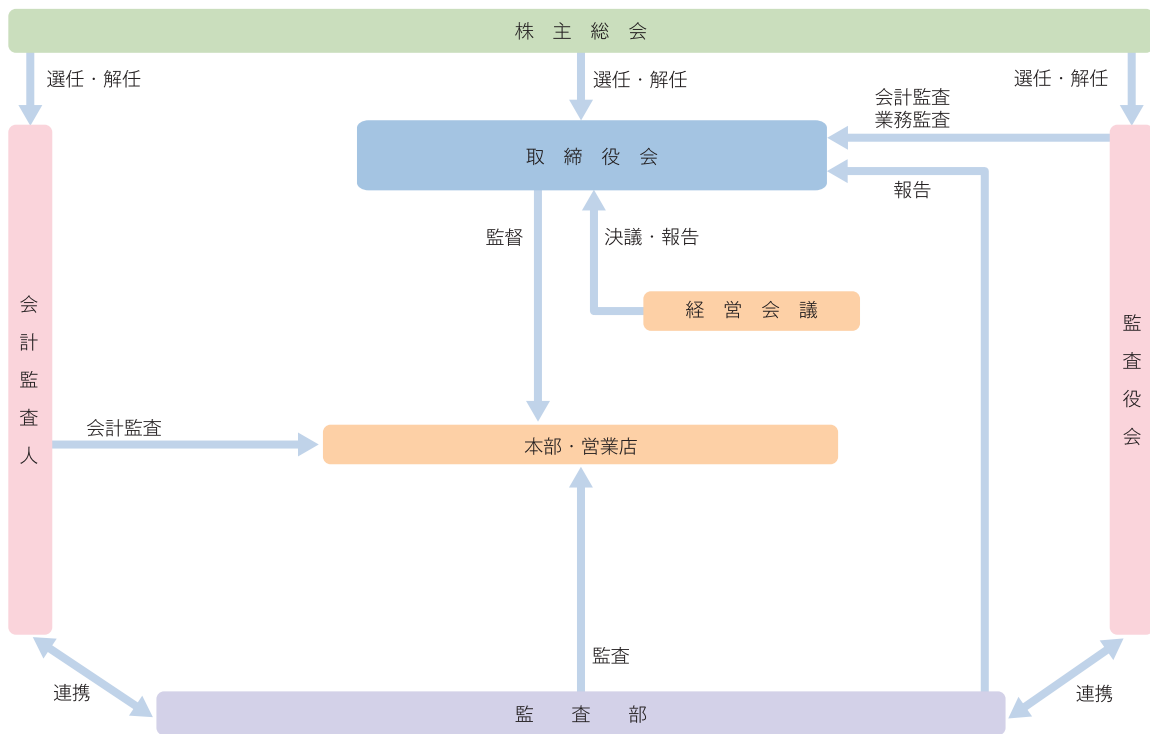 株主総会
選任・解任
選任・解任
選任・解任
会計監査
業務監査
取締役会
報告
監督
決議・報告
経営会議
会計監査人
監査役会
会計監査
本部・営業店
監査
連携
連携
監査部